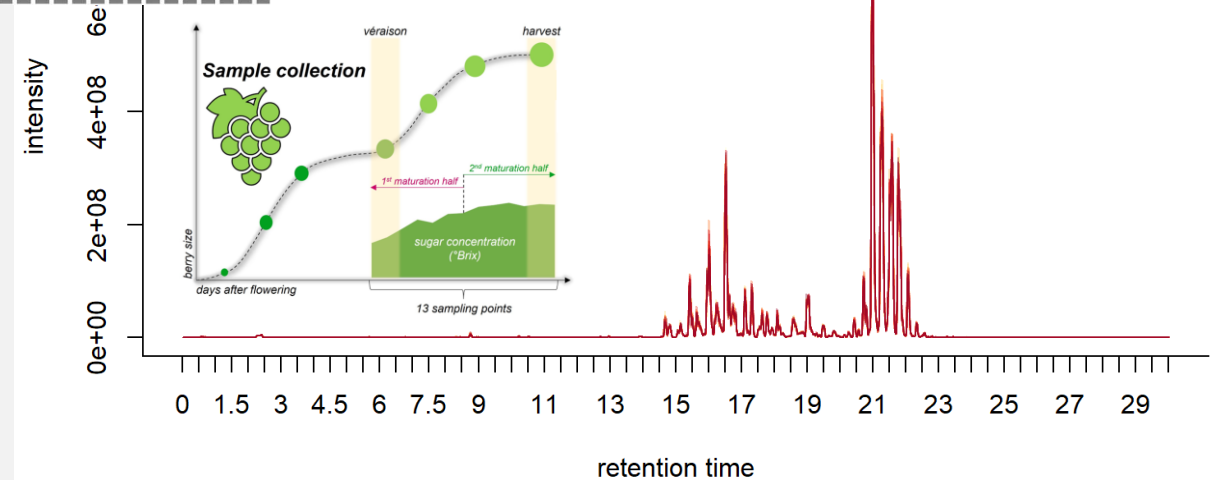 6e
intensity
4e+08
2e+08
0e+00
véraison
harvest
Sample collection
1st maturation half
2nd maturation half
sugar concentration
(°Brix)
berry size
days after flowering
13 sampling points
0 1.5 3 4.5 6 7.5 9 11 13 15 17 19 21 23 25 27 29
retention time